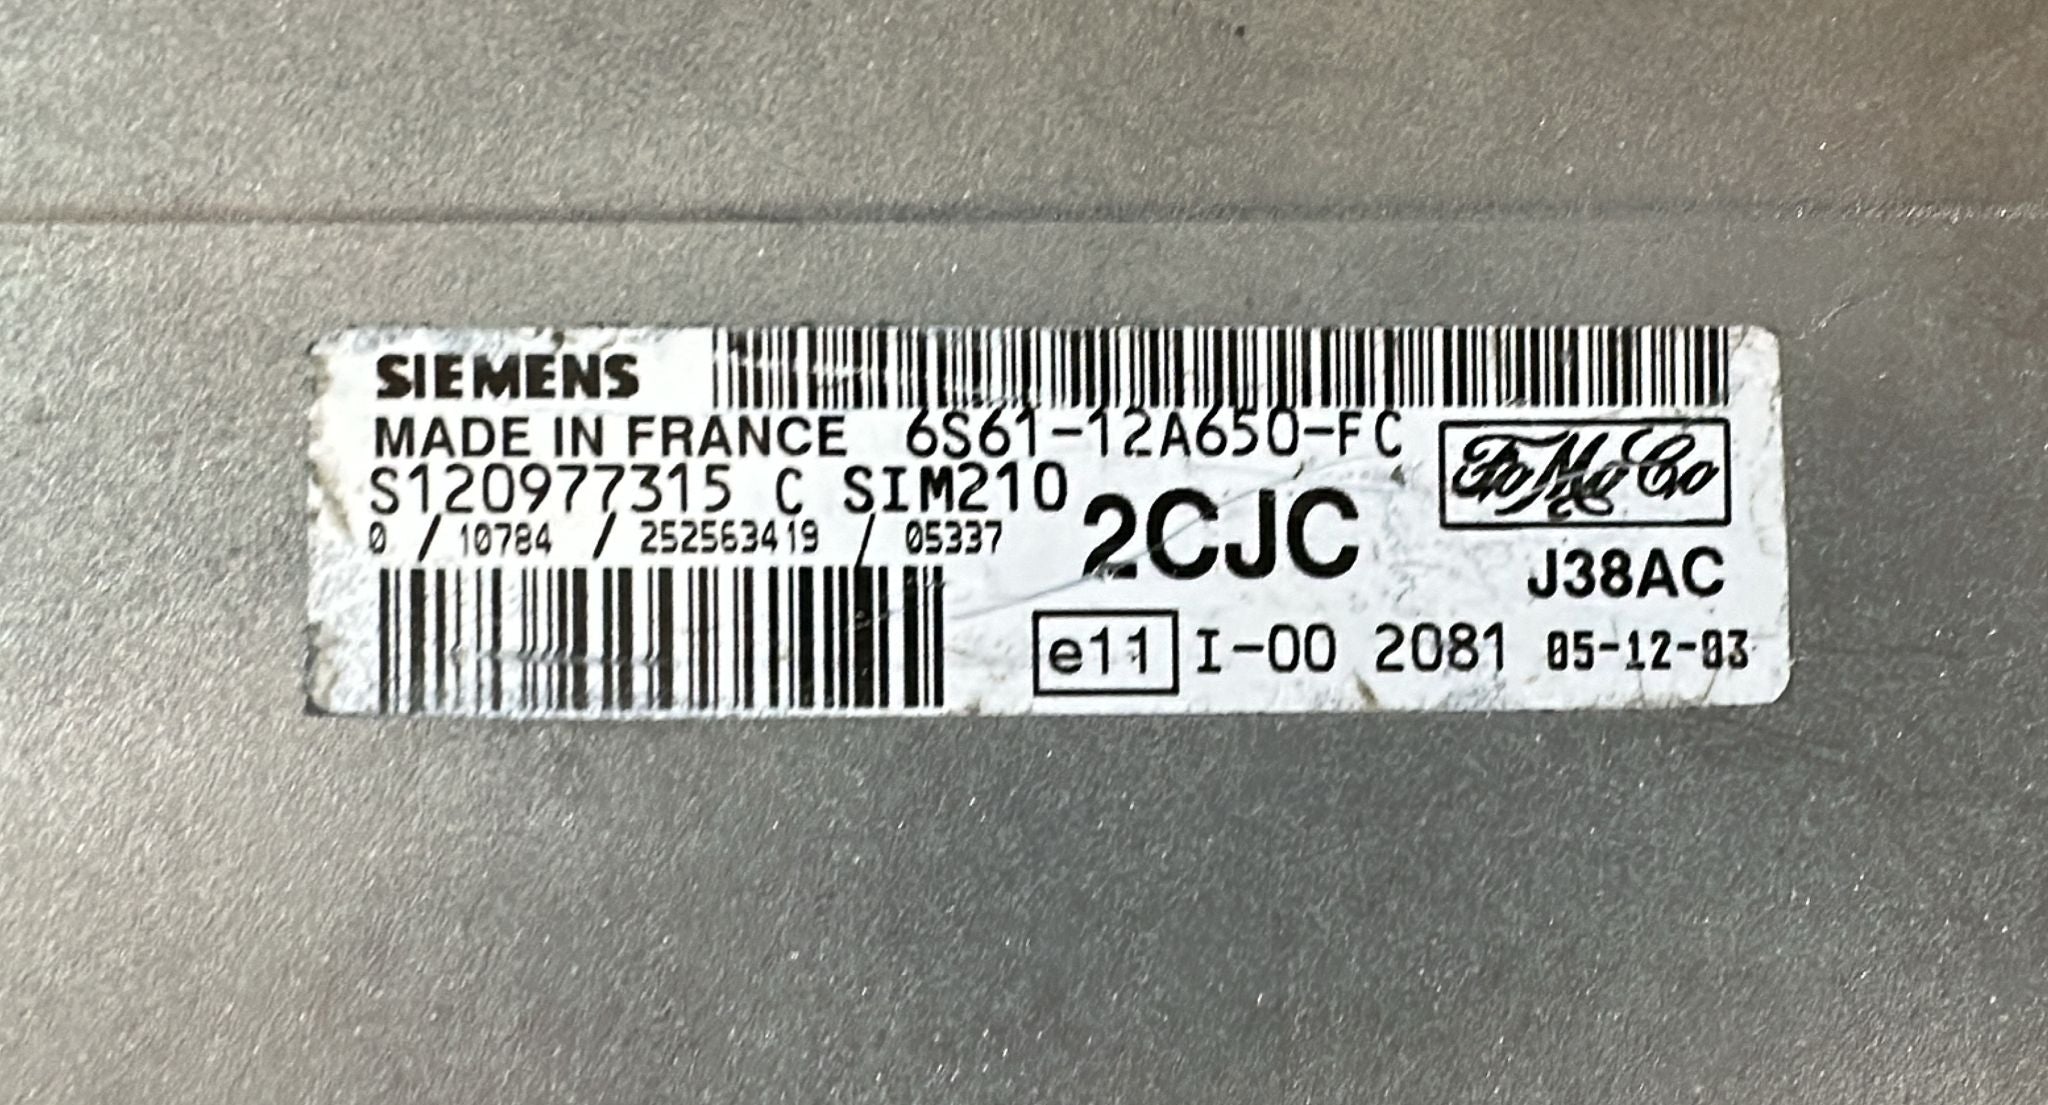 SIEMENS
MADE IN FRANCE 6S61-12A650-FC
FoMoCo
S120977315 C SIM210
2CJC
0 / 10784 / 252563419 / 05337
J38AC
e11 I-00 2081 05-12-03